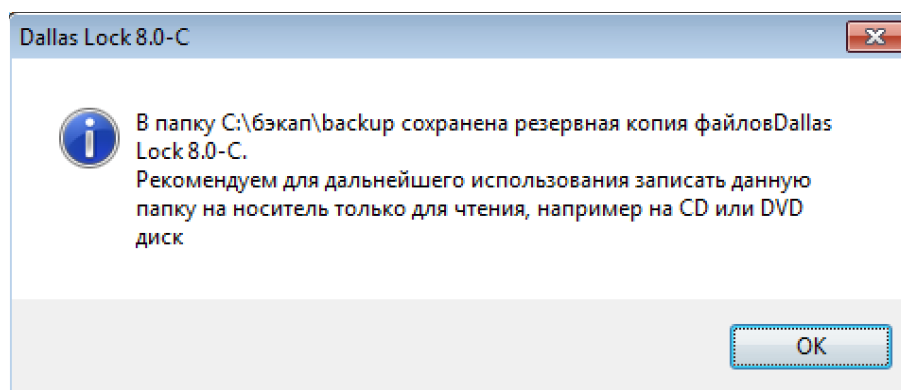 Dallas Lock 8.0-C
В папку C:\бэкап\backup сохранена резервная копия файловDallas
Lock 8.0-C.
Рекомендуем для дальнейшего использования записать данную
папку на носитель только для чтения, например на CD или DVD
диск
OK